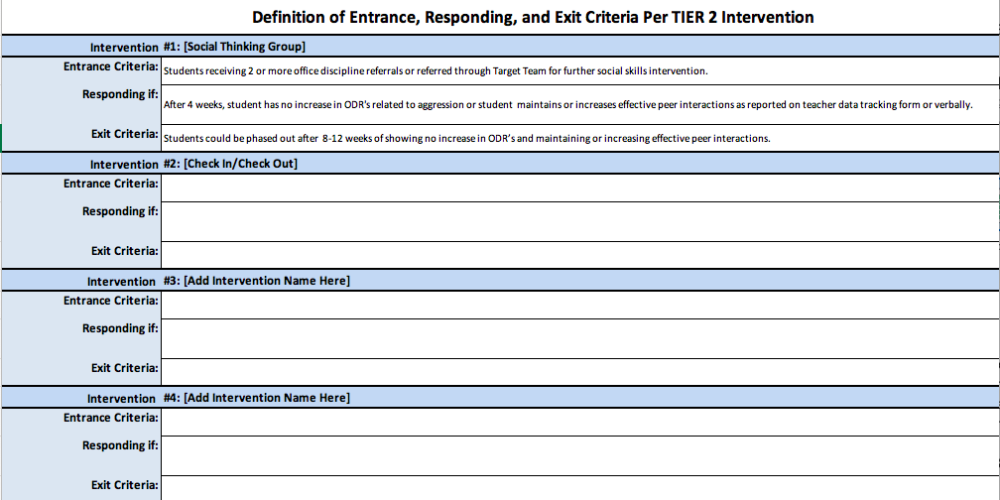 Definition of Entrance, Responding, and Exit Criteria Per TIER 2 Intervention
Intervention #1: [Social Thinking Group]
Entrance Criteria: Students receiving 2 or more office discipline referrals or referred through Target Team for further social skills intervention.
Responding if: After 4 weeks, student has no increase in ODR's related to aggression or student maintains or increases effective peer interactions as reported on teacher data tracking form or verbally.
Exit Criteria: Students could be phased out after 8-12 weeks of showing no increase in ODR's and maintaining or increasing effective peer interactions.
Intervention #2: [Check In/Check Out]
Entrance Criteria:
Responding if:
Exit Criteria:
Intervention #3: [Add Intervention Name Here]
Entrance Criteria:
Responding if:
Exit Criteria:
Intervention #4: [Add Intervention Name Here]
Entrance Criteria:
Responding if:
Exit Criteria: